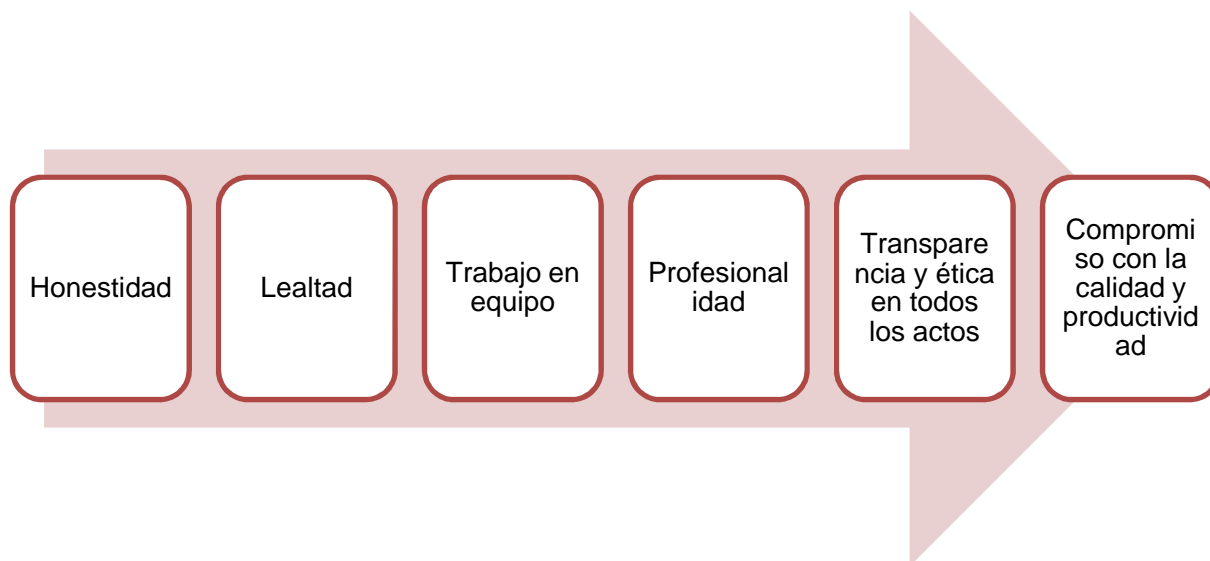 Honestidad
Lealtad
Trabajo en
equipo
Profesional
idad
Transpare
ncia y ética
en todos
los actos
Compromi
so con la
calidad y
productivid
ad